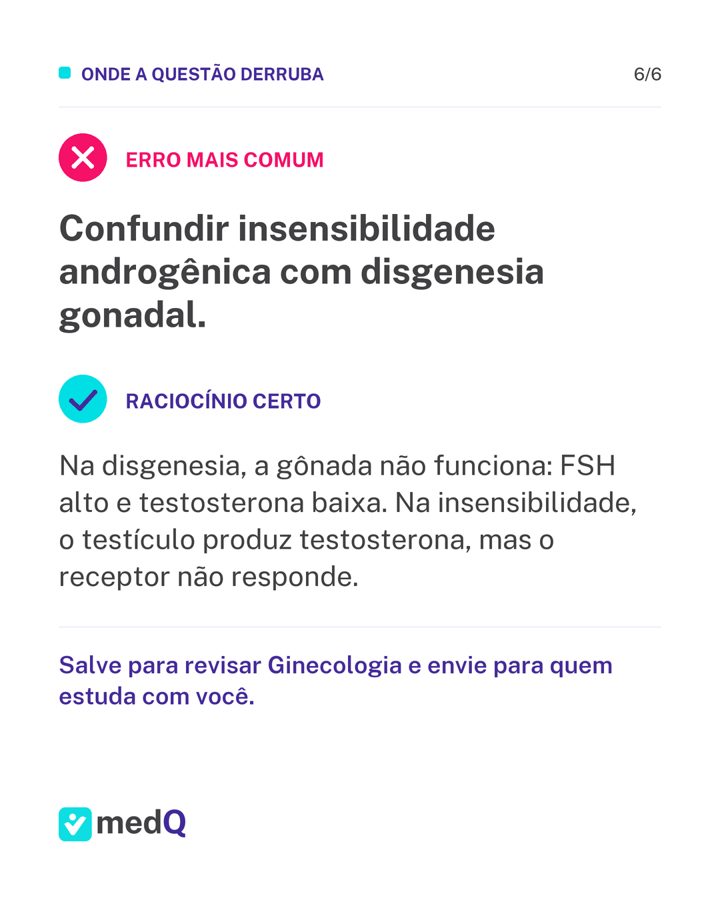 ONDE A QUESTÃO DERRUBA
6/6
ERRO MAIS COMUM
Confundir insensibilidade
androgênica com disgenesia
gonadal.
RACIOCÍNIO CERTO
Na disgenesia, a gônada não funciona: FSH
alto e testosterona baixa. Na insensibilidade,
o testículo produz testosterona, mas o
receptor não responde.
Salve para revisar Ginecologia e envie para quem
estuda com você.
medQ